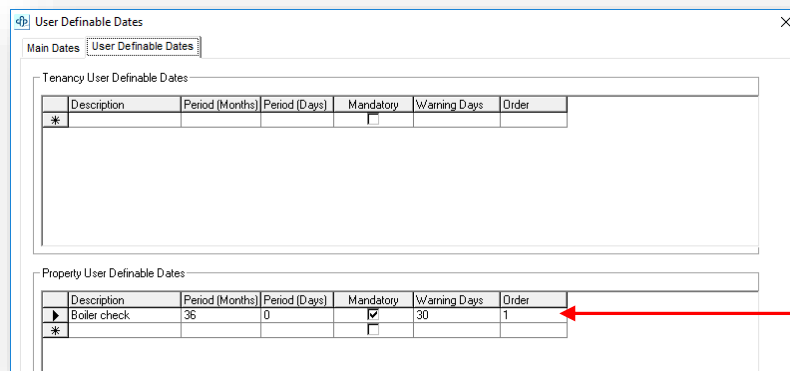 User Definable Dates
Main Dates User Definable Dates
Tenancy User Definable Dates
Description Period (Months) Period (Days) Mandatory Warning Days Order
Property User Definable Dates
Description Period (Months) Period (Days) Mandatory Warning Days Order
Boiler check 36 0 30 1